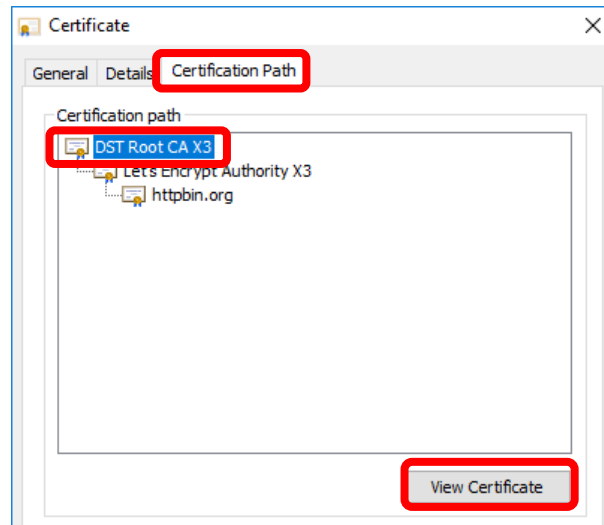 Certificate
General Details Certification Path
Certification path
DST Root CA X3
Let's Encrypt Authority X3
httpbin.org
View Certificate